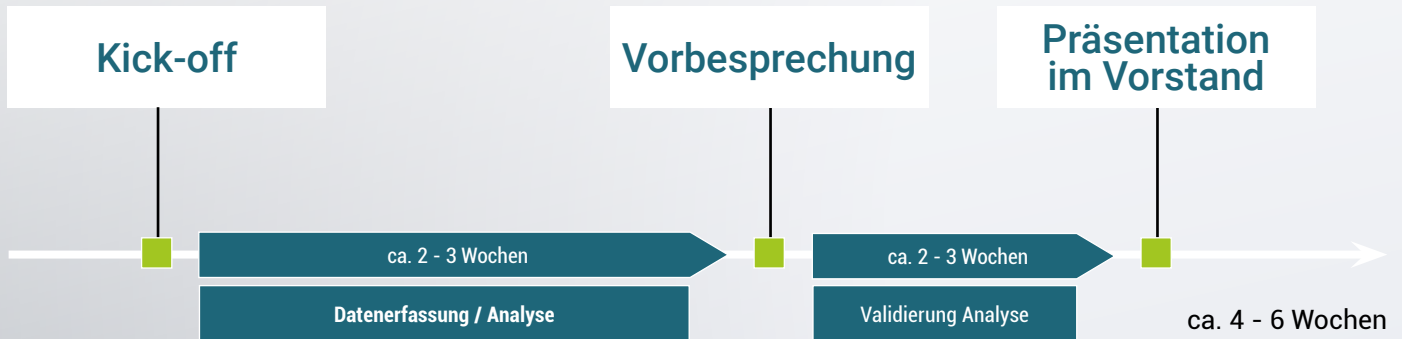 Kick-off
Vorbesprechung
Präsentation
im Vorstand
ca. 2 - 3 Wochen
ca. 2 - 3 Wochen
Datenerfassung / Analyse
Validierung Analyse
ca. 4 - 6 Wochen